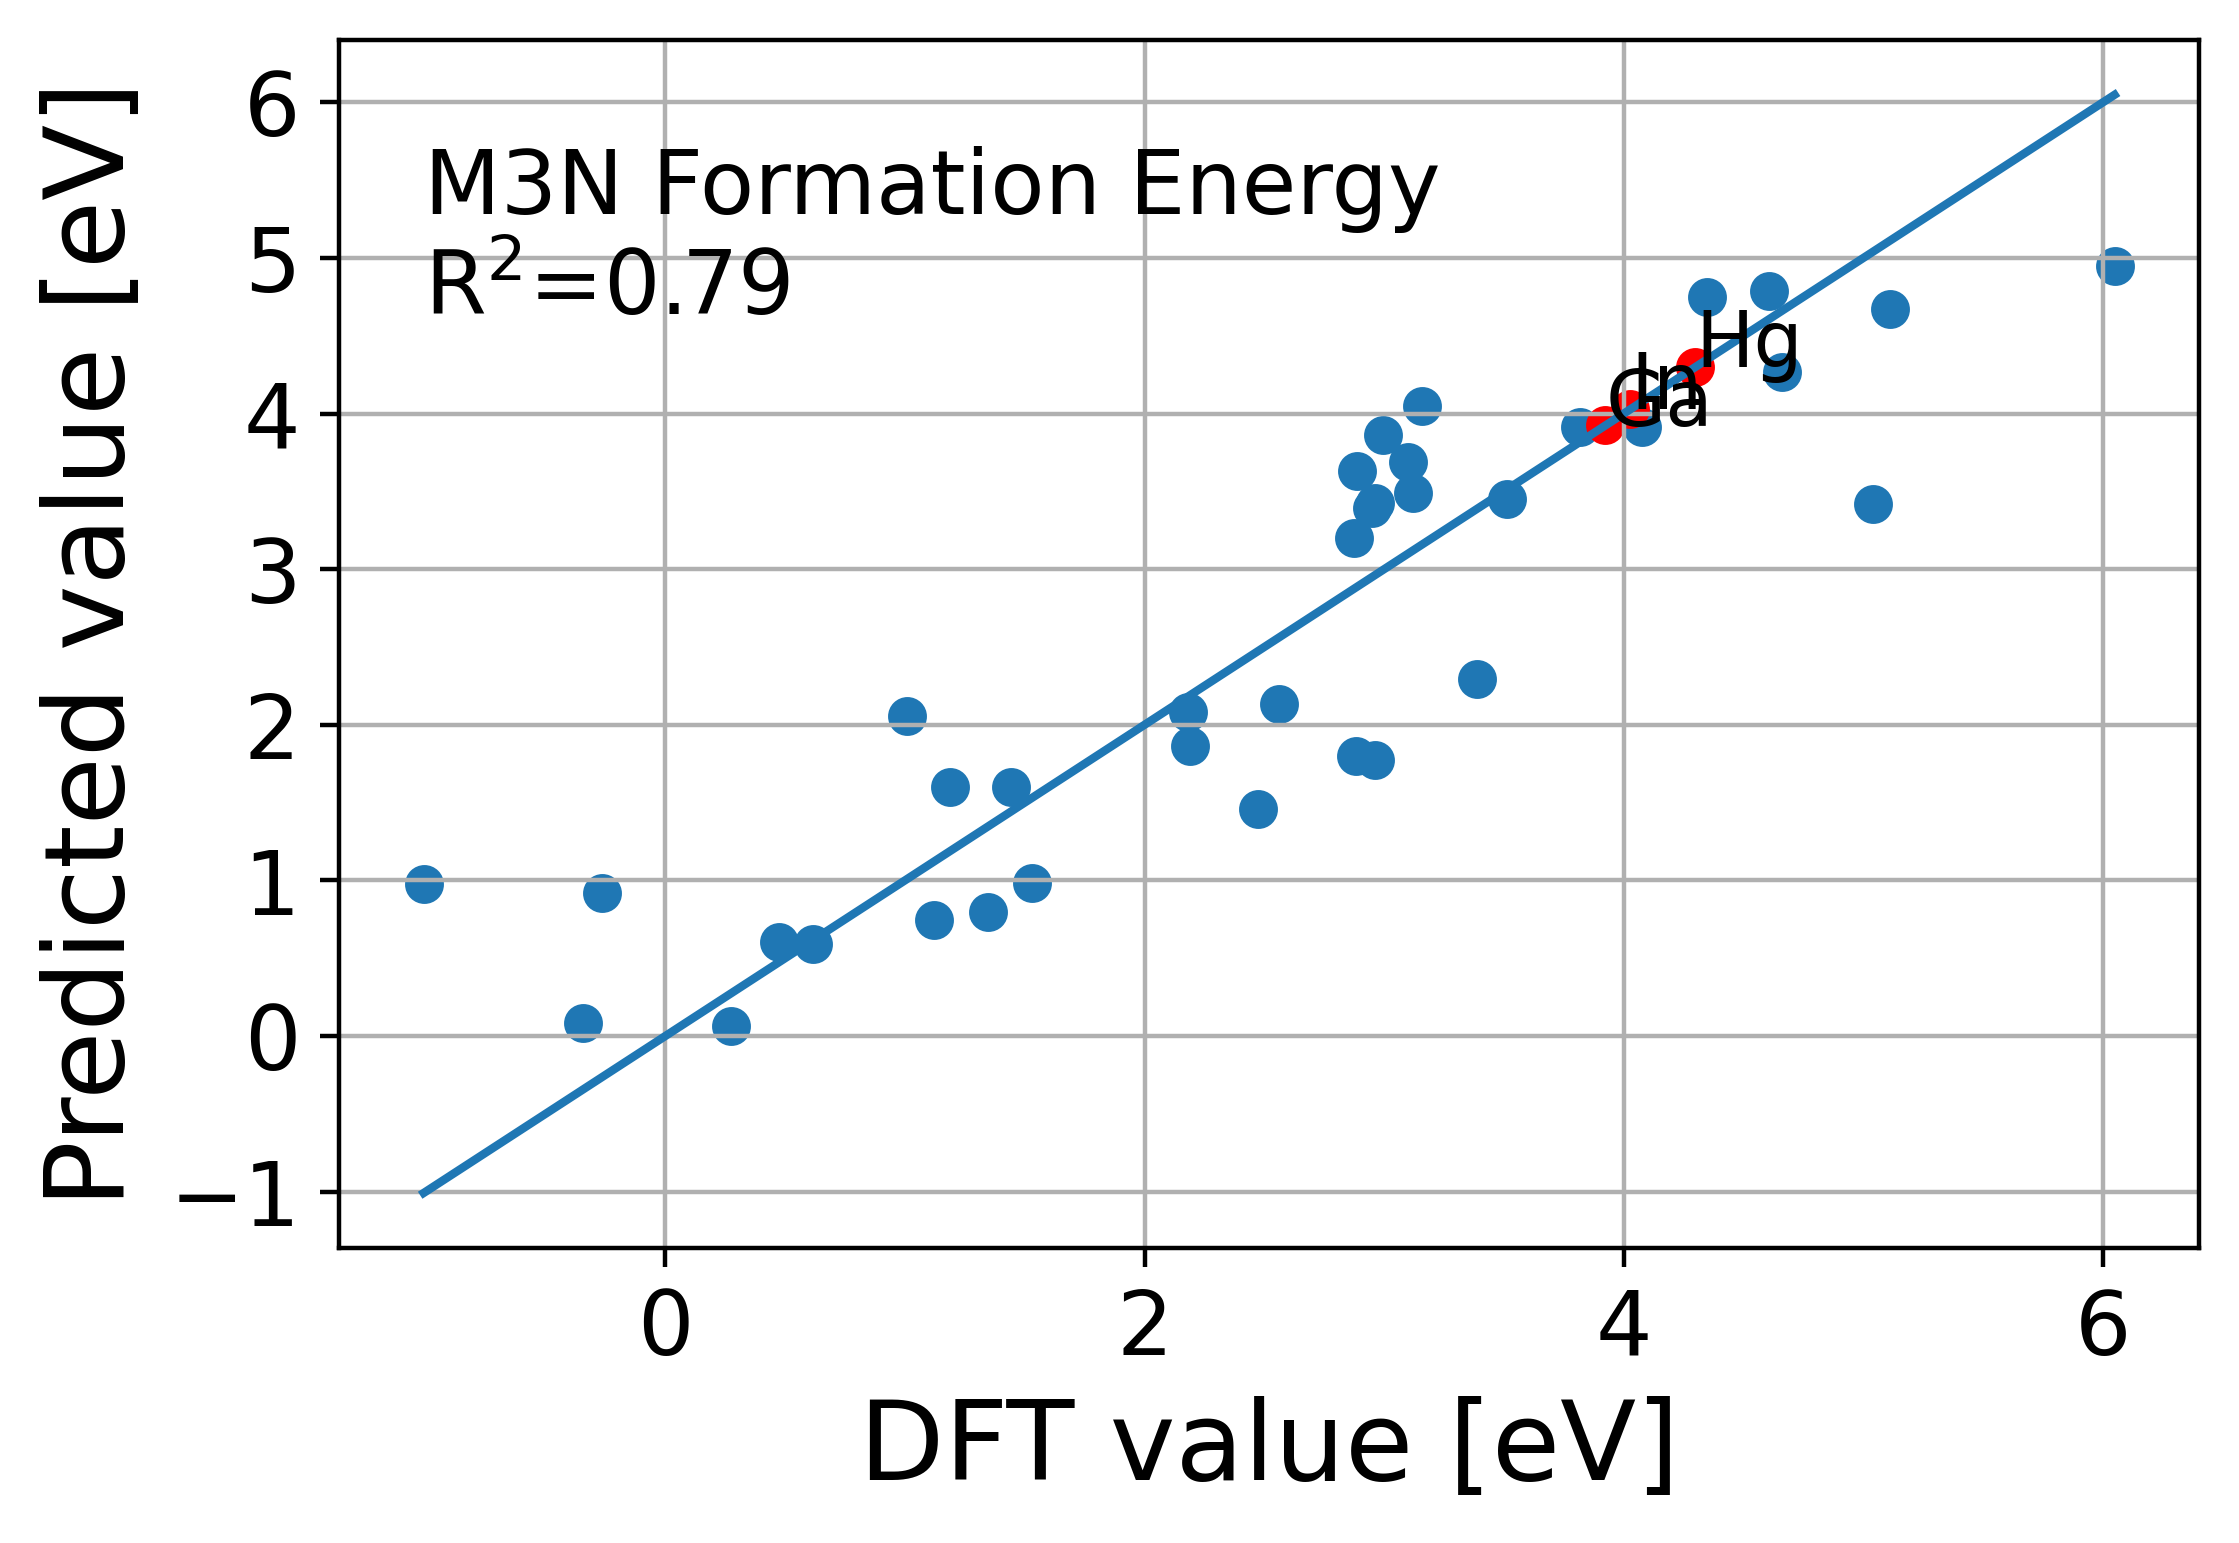 Predicted value [eV]
6
5
4
3
2
1
0
−1
M3N Formation Energy
R²=0.79
Hg
In
Ga
0 2 4 6
DFT value [eV]